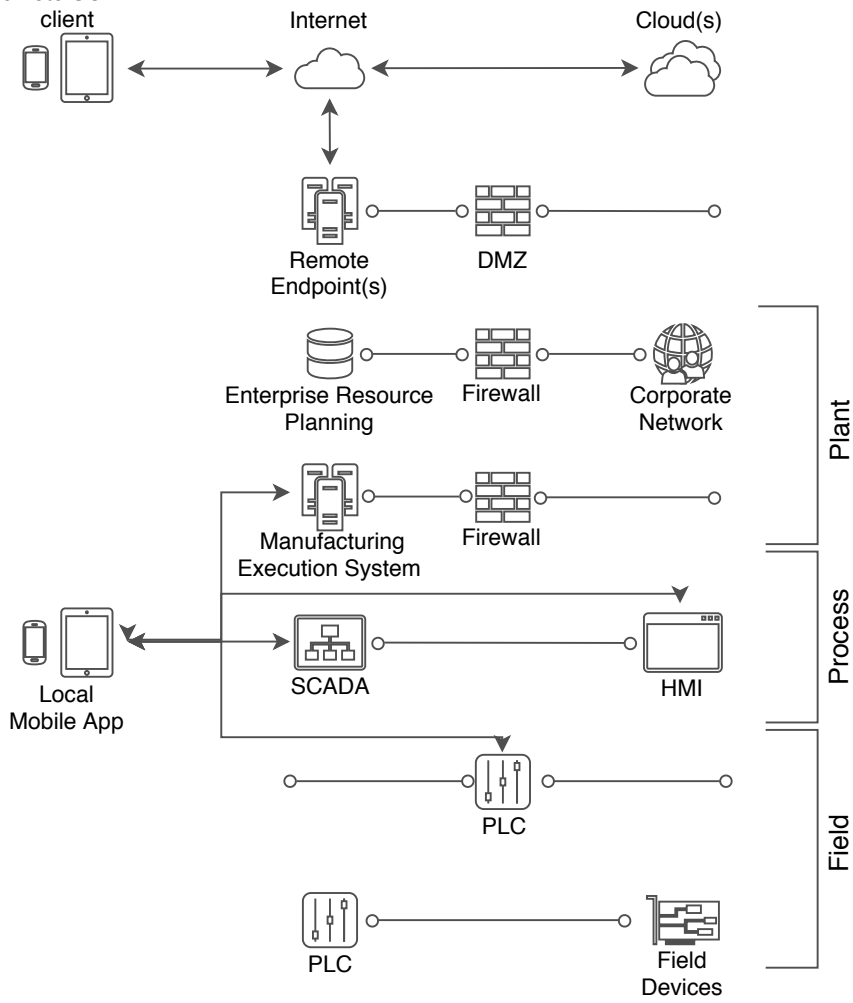 client
Internet
Cloud(s)
Remote
Endpoint(s)
DMZ
Enterprise Resource
Planning
Firewall
Corporate
Network
Plant
Manufacturing
Execution System
Firewall
Process
Local
Mobile App
SCADA
HMI
PLC
Field
PLC
Field
Devices